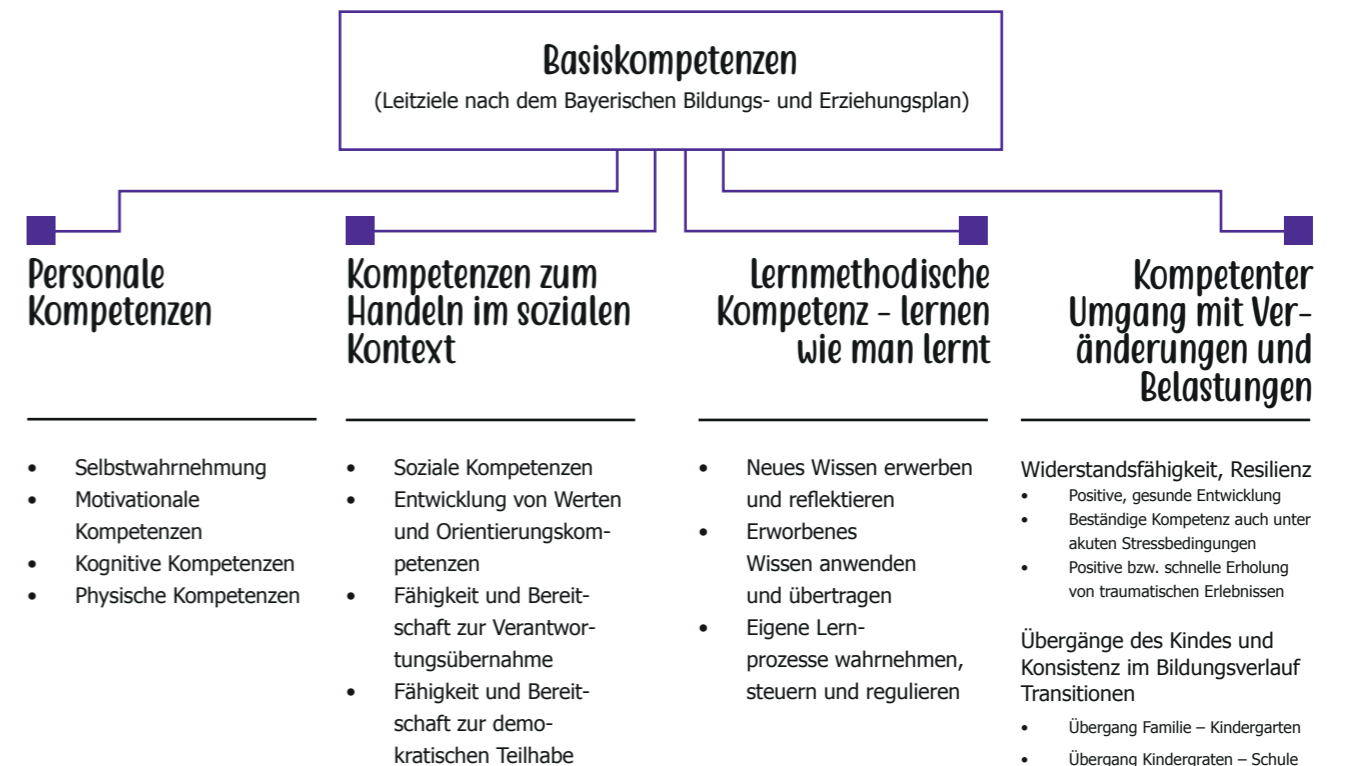 Basiskompetenzen
(Leitziele nach dem Bayerischen Bildungs- und Erziehungsplan)
Personale
Kompetenzen
• Selbstwahrnehmung
• Motivationale
Kompetenzen
• Kognitive Kompetenzen
• Physische Kompetenzen
Kompetenzen zum
Handeln im sozialen
Kontext
• Soziale Kompetenzen
• Entwicklung von Werten
und Orientierungskom-
petenzen
• Fähigkeit und Bereit-
schaft zur Verantwor-
tungsübernahme
• Fähigkeit und Bereit-
schaft zur demo-
kratischen Teilhabe
Lernmethodische
Kompetenz - lernen
wie man lernt
• Neues Wissen erwerben
und reflektieren
• Erworbenes
Wissen anwenden
und übertragen
• Eigene Lern-
prozesse wahrnehmen,
steuern und regulieren
Kompetenter
Umgang mit Ver-
änderungen und
Belastungen
Widerstandsfähigkeit, Resilienz
• Positive, gesunde Entwicklung
• Beständige Kompetenz auch unter
akuten Stressbedingungen
• Positive bzw. schnelle Erholung
von traumatischen Erlebnissen
Übergänge des Kindes und
Konsistenz im Bildungsverlauf
Transitionen
• Übergang Familie – Kindergarten
• Übergang Kindergraten – Schule